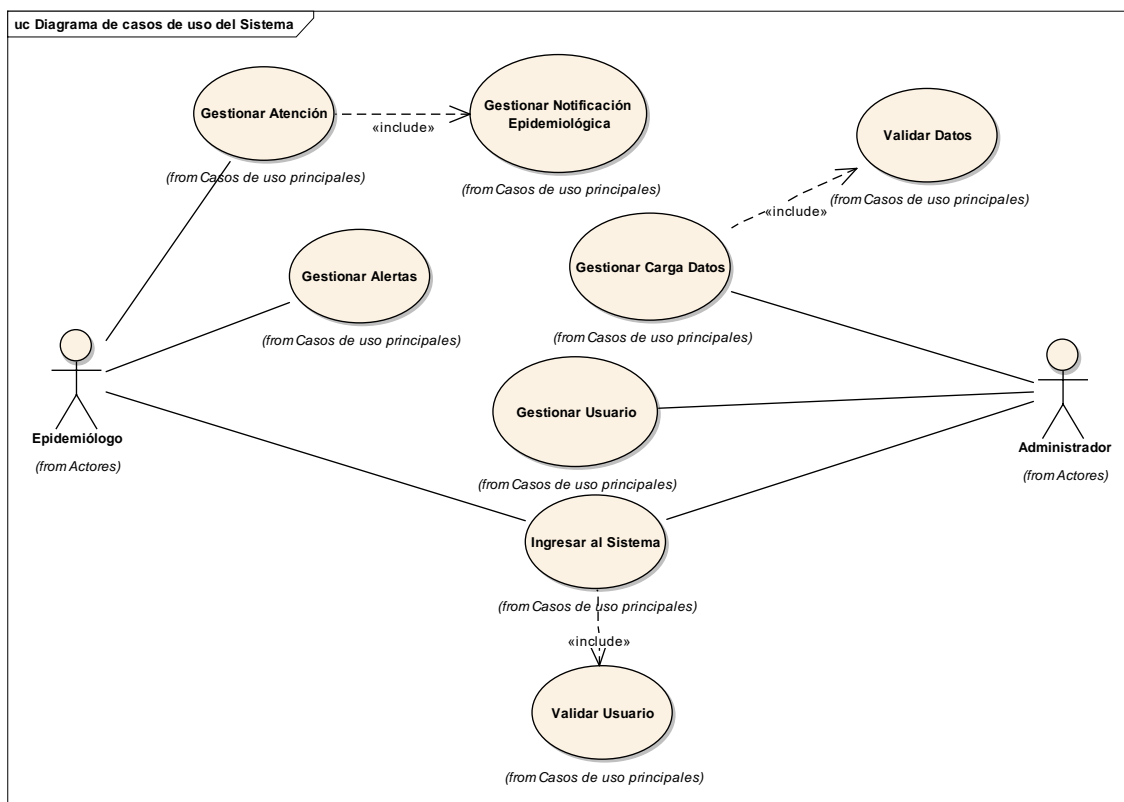 uc Diagrama de casos de uso del Sistema
Gestionar Atención
(from Casos de uso principales)
«include»
Gestionar Notificación
Epidemiológica
(from Casos de uso principales)
Validar Datos
(from Casos de uso principales)
«include»
Gestionar Carga Datos
(from Casos de uso principales)
Gestionar Alertas
(from Casos de uso principales)
Epidemiólogo
(from Actores)
Gestionar Usuario
(from Casos de uso principales)
Administrador
(from Actores)
Ingresar al Sistema
(from Casos de uso principales)
«include»
Validar Usuario
(from Casos de uso principales)